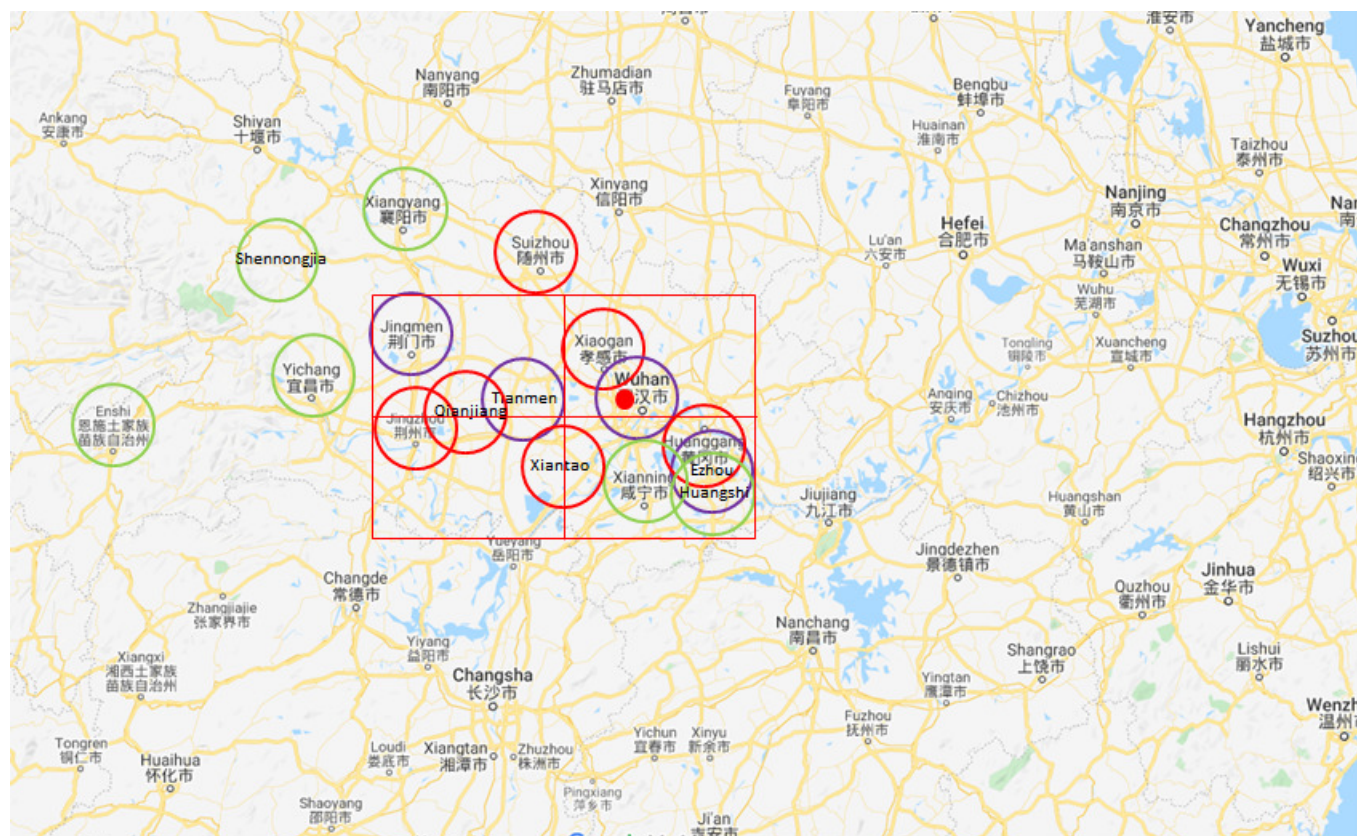 Yancheng
盐城市
淮安市
Nanyang
南阳市
Zhumadian
驻马店市
Fuyang
阜阳市
Bengbu
蚌埠市
Ankang
安康市
Shiyan
十堰市
Huainan
淮南市
Taizhou
泰州市
Xiangyang
襄阳市
Xinyang
信阳市
Nanjing
南京市
Suizhou
随州市
Lu'an
六安市
Hefei
合肥市
Ma'anshan
马鞍山市
Changzhou
常州市
Shennongjia
Wuxi
无锡市
Wuhu
芜湖市
Jingmen
荆门市
Xiaogan
孝感市
Tongling
铜陵市
Xuancheng
宣城市
Suzhou
苏州市
Yichang
宜昌市
Wuhan
汉市
Tianmen
Qianjiang
Anqing
安庆市
Chizhou
池州市
Enshi
恩施土家族
苗族自治州
Jingzhou
荆州市
Hangzhou
杭州市
Huanggang
黄冈市
Xiantao
Ezhou
Shaoxing
绍兴市
Xianning
咸宁市
Huangshi
Jiujiang
九江市
Huangshan
黄山市
Yueyang
岳阳市
Jingdezhen
景德镇市
Changde
常德市
Quzhou
衢州市
Jinhua
金华市
Zhangjiajie
张家界市
Nanchang
南昌市
Yiyang
益阳市
Shangrao
上饶市
Lishui
丽水市
Xiangxi
湘西土家族
苗族自治州
Changsha
长沙市
Yingtan
鹰潭市
Fuzhou
抚州市
Tongren
铜仁市
Huaihua
怀化市
Loudi
娄底市
Xiangtan
湘潭市
Zhuzhou
株洲市
Yichun
宜春市
Xinyu
新余市
Pingxiang
萍乡市
Shaoyang
邵阳市
Ji'an